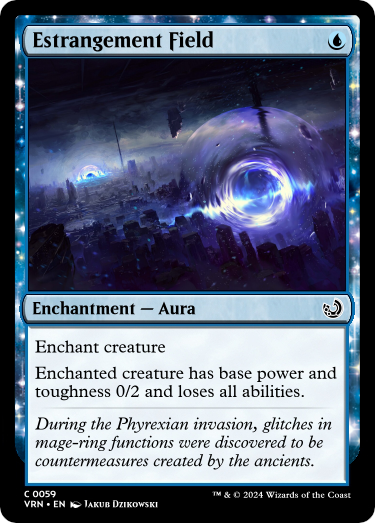 Estrangement Field
Enchantment — Aura
Enchant creature
Enchanted creature has base power and
toughness 0/2 and loses all abilities.
During the Phyrexian invasion, glitches in
mage-ring functions were discovered to be
countermeasures created by the ancients.
C 0059
VRN • EN Jakub Dzikowski
™ & © 2024 Wizards of the Coast